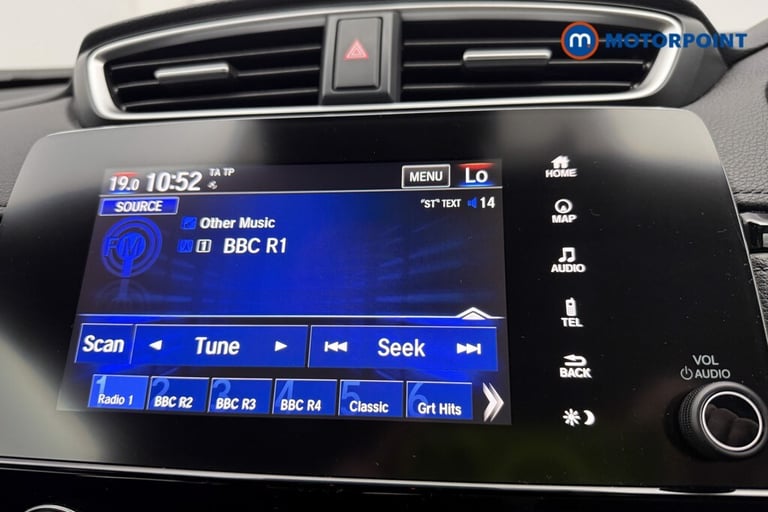 m MOTORPOINT
19.0 10:52 TA TP MENU Lo
HOME
SOURCE "ST" TEXT 14
MAP
FM Other Music
1 BBC R1
AUDIO
TEL
Scan Tune Seek
VOL
AUDIO
BACK
1 Radio 1 2 BBC R2 3 BBC R3 4 BBC R4 5 Classic 6 Grt Hits